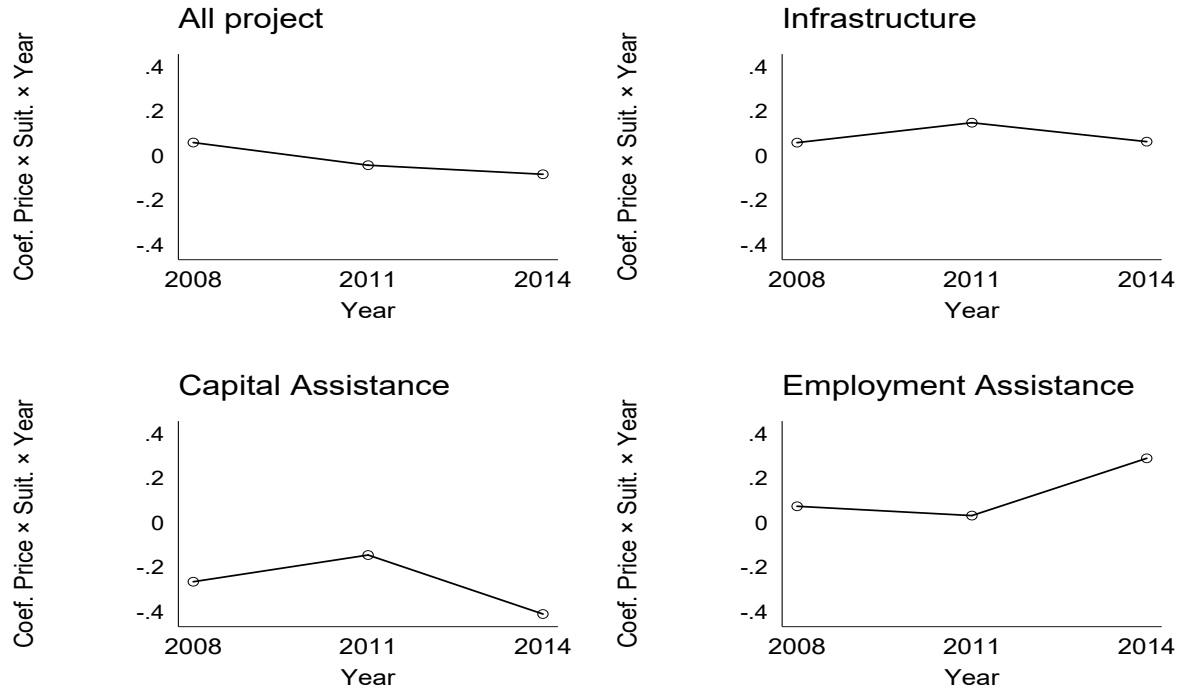 All project
Coef. Price × Suit. × Year
.4
.2
0
-.2
-.4
2008 2011 2014
Year
Infrastructure
Coef. Price × Suit. × Year
.4
.2
0
-.2
-.4
2008 2011 2014
Year
Capital Assistance
Coef. Price × Suit. × Year
.4
.2
0
-.2
-.4
2008 2011 2014
Year
Employment Assistance
Coef. Price × Suit. × Year
.4
.2
0
-.2
-.4
2008 2011 2014
Year